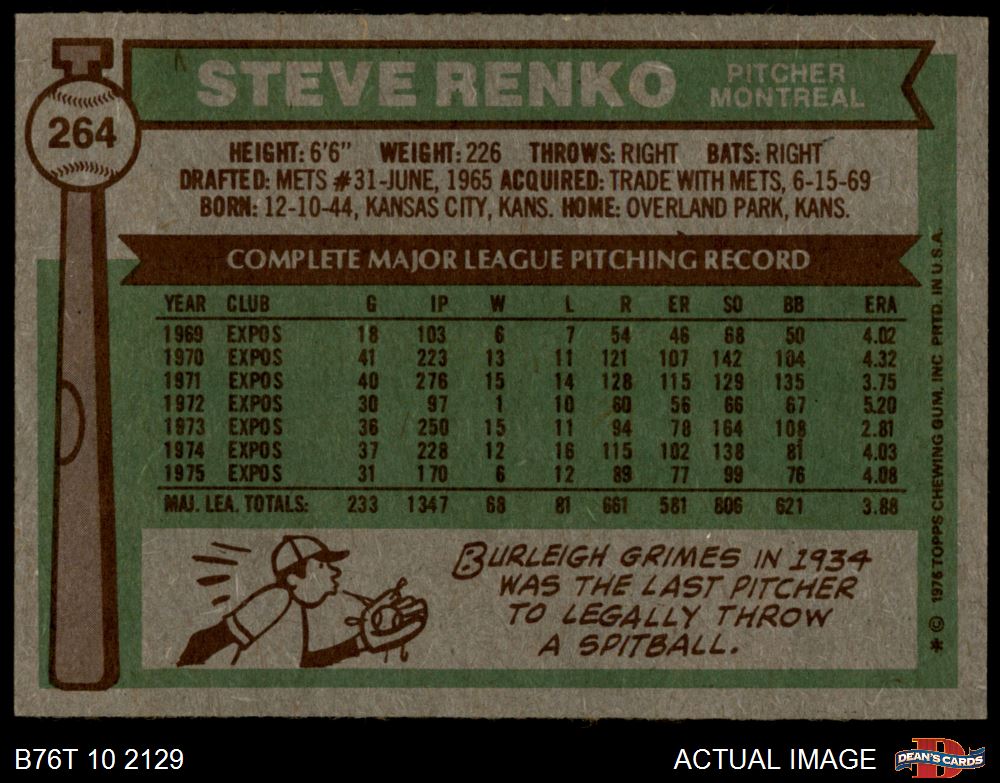 T
264
STEVE RENKO
PITCHER
MONTREAL
HEIGHT: 6'6" WEIGHT: 226 THROWS: RIGHT BATS: RIGHT
DRAFTED: METS #31-JUNE, 1965 ACQUIRED: TRADE WITH METS, 6-15-69
BORN: 12-10-44, KANSAS CITY, KANS. HOME: OVERLAND PARK, KANS.
COMPLETE MAJOR LEAGUE PITCHING RECORD
YEAR CLUB G IP W L R ER SO BB ERA
1969 EXPOS 18 103 6 7 54 46 68 50 4.02
1970 EXPOS 41 223 13 11 121 107 142 104 4.32
1971 EXPOS 40 276 15 14 128 115 129 135 3.75
1972 EXPOS 30 97 1 10 60 56 66 67 5.20
1973 EXPOS 36 250 15 11 94 78 164 108 2.81
1974 EXPOS 37 228 12 16 115 102 138 81 4.03
1975 EXPOS 31 170 6 12 89 77 99 76 4.08
MAJ. LEA. TOTALS: 233 1347 68 81 661 581 806 621 3.88
BURLEIGH GRIMES IN 1934
WAS THE LAST PITCHER
TO LEGALLY THROW
A SPITBALL.
* © 1976 TOPPS CHEWING GUM, INC PRTD. IN U.S.A.
B76T 10 2129
ACTUAL IMAGE
D
DEAN'S CARDS